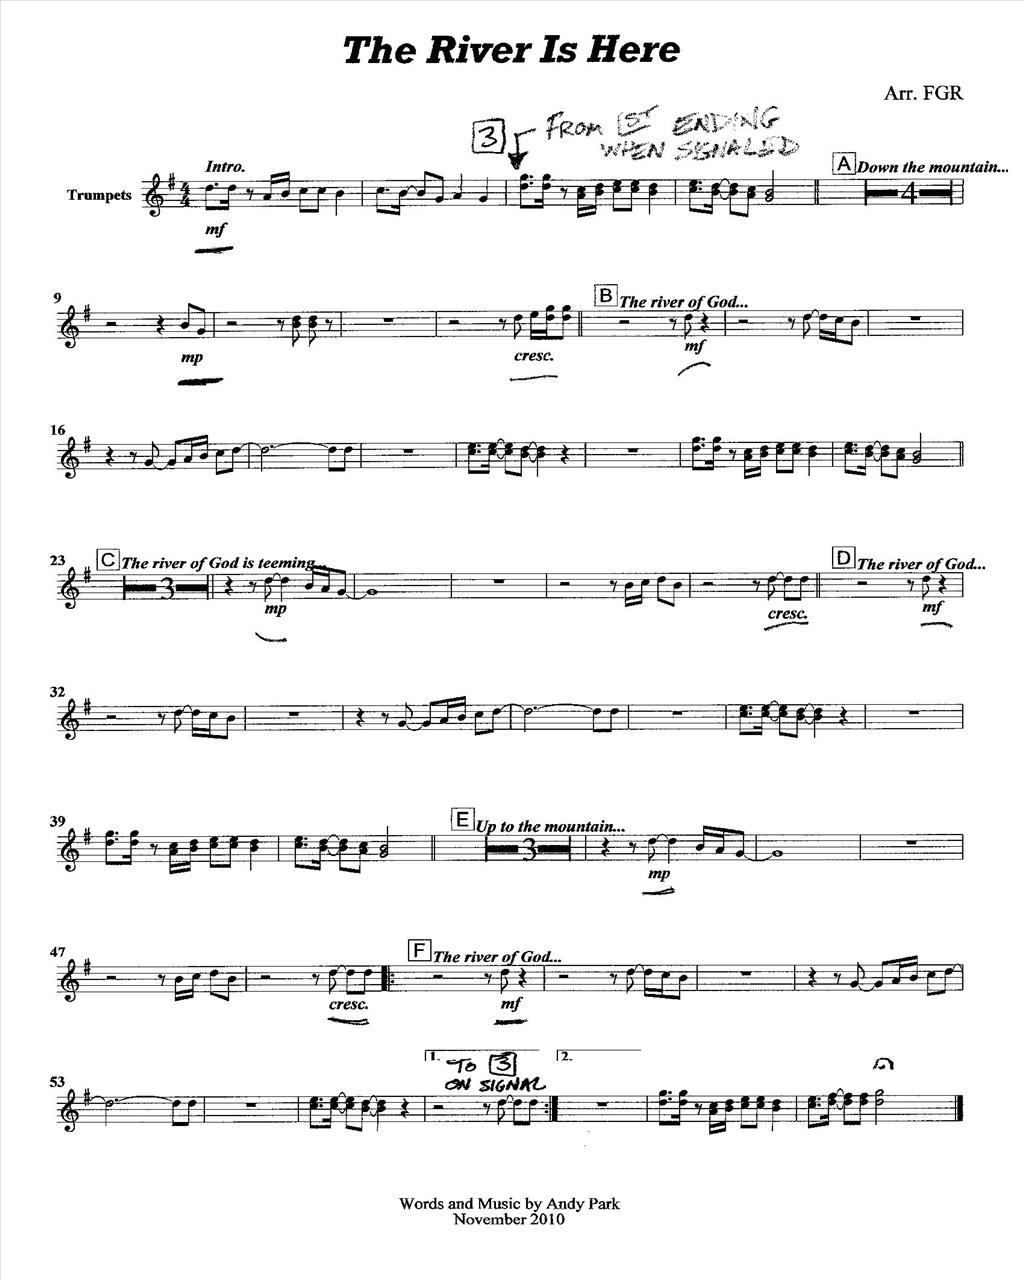 The River Is Here
Arr. FGR
3 FROM 1ST ENDING
WHEN SIGNALED
Intro.
A Down the mountain...
Trumpets
4
mf
9
B The river of God...
mp
cresc.
mf
16
23
C The river of God is teeming...
D The river of God...
3
mp
cresc.
mf
32
39
E Up to the mountain...
3
mp
47
F The river of God...
cresc.
mf
53
1. TO 3
ON SIGNAL
2.
Words and Music by Andy Park
November 2010